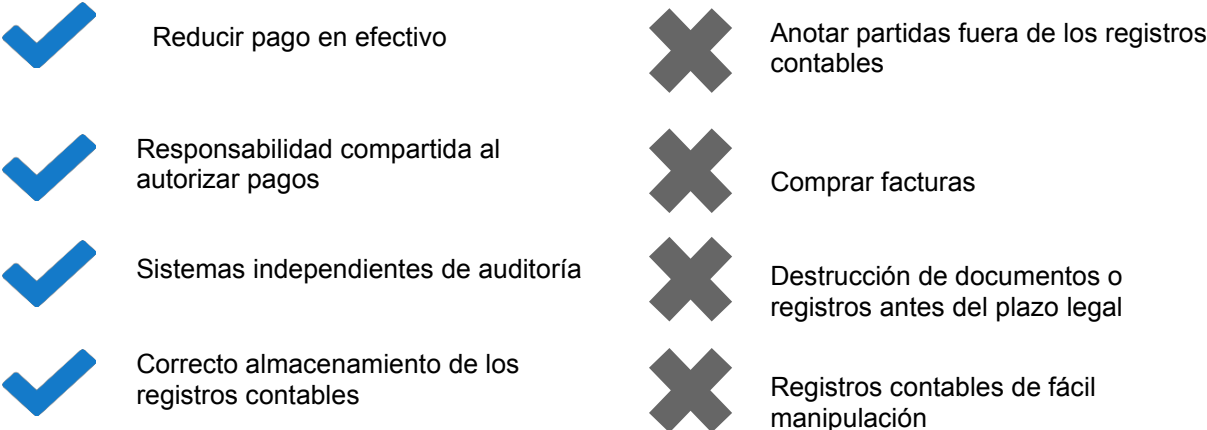 Reducir pago en efectivo
Responsabilidad compartida al
autorizar pagos
Sistemas independientes de auditoría
Correcto almacenamiento de los
registros contables
Anotar partidas fuera de los registros
contables
Comprar facturas
Destrucción de documentos o
registros antes del plazo legal
Registros contables de fácil
manipulación